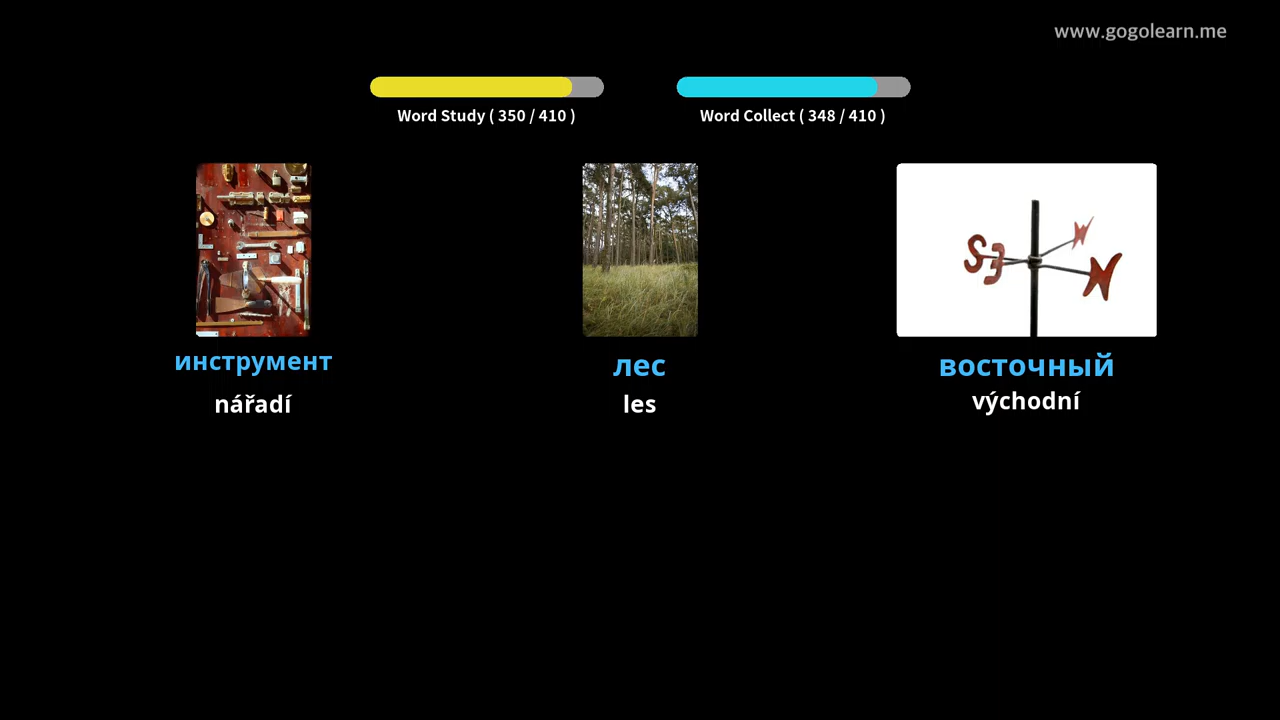 www.gogolearn.me
Word Study ( 350 / 410 )
Word Collect ( 348 / 410 )
инструмент
лес
восточный
nářadí
les
východní